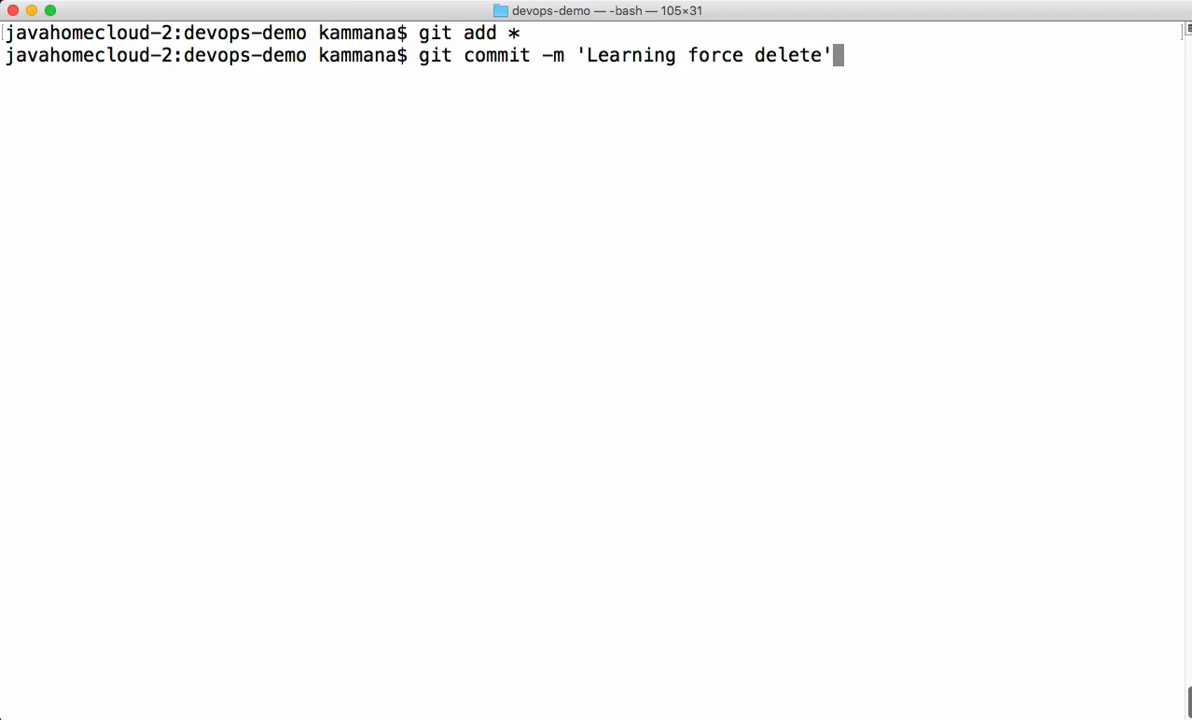 devops-demo — -bash — 105×31
javahomecloud-2:devops-demo kammana$ git add *
javahomecloud-2:devops-demo kammana$ git commit -m 'Learning force delete'